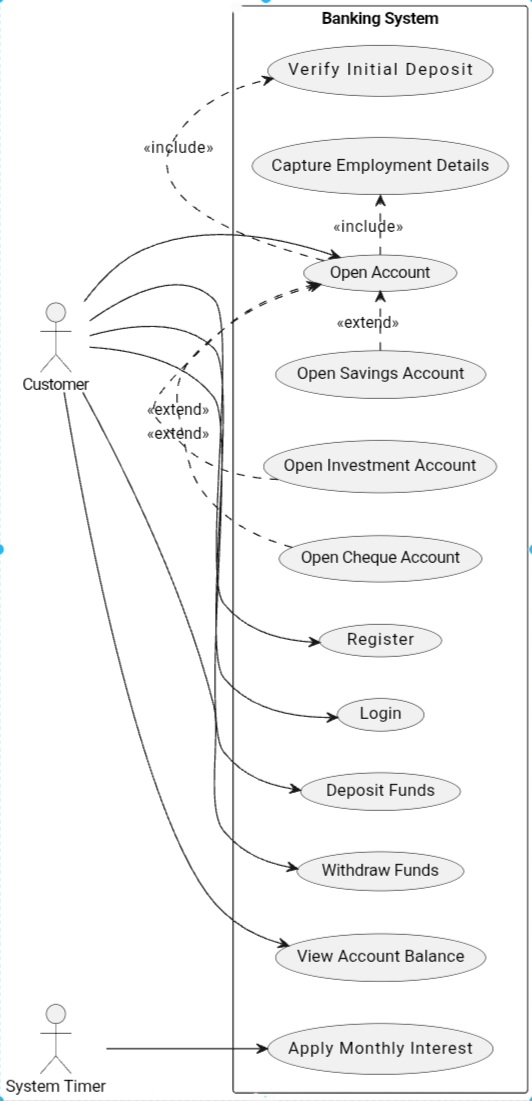 Banking System
Verify Initial Deposit
«include»
Capture Employment Details
«include»
Open Account
«extend»
Open Savings Account
Customer
«extend»
«extend»
Open Investment Account
Open Cheque Account
Register
Login
Deposit Funds
Withdraw Funds
View Account Balance
Apply Monthly Interest
System Timer